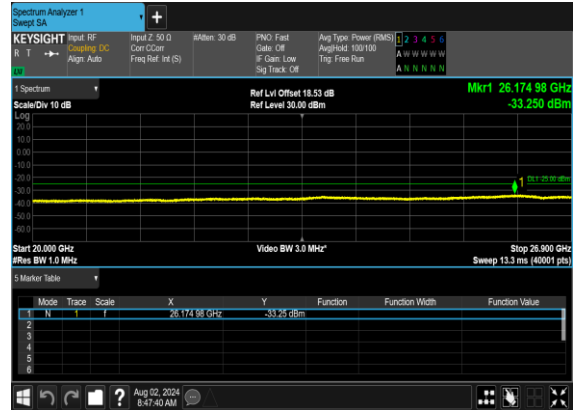 Spectrum Analyzer 1
Swept SA
+
KEYSIGHT Input: RF Input Z: 50 Ω #Atten: 30 dB PNO: Fast Avg Type: Power (RMS) 1 2 3 4 5 6
R T Coupling: DC Corr CCorr Gate: Off Avg|Hold: 100/100 A W W W W W
Align: Auto Freq Ref: Int (S) IF Gain: Low Trig: Free Run
LNI Sig Track: Off A N N N N N
1 Spectrum Ref Lvl Offset 18.53 dB Mkr1 26.174 98 GHz
Scale/Div 10 dB Ref Level 30.00 dBm -33.250 dBm
Log
20.0
10.0
0.00
-10.0
-20.0 1 DL1 -25.00 dBm
-30.0
-40.0
-50.0
-60.0
Start 20.000 GHz Video BW 3.0 MHz* Stop 26.900 GHz
#Res BW 1.0 MHz Sweep 13.3 ms (40001 pts)
5 Marker Table
Mode Trace Scale X Y Function Function Width Function Value
1 N 1 f 26.174 98 GHz -33.25 dBm
2
3
4
5
6
? Aug 02, 2024
8:47:40 AM